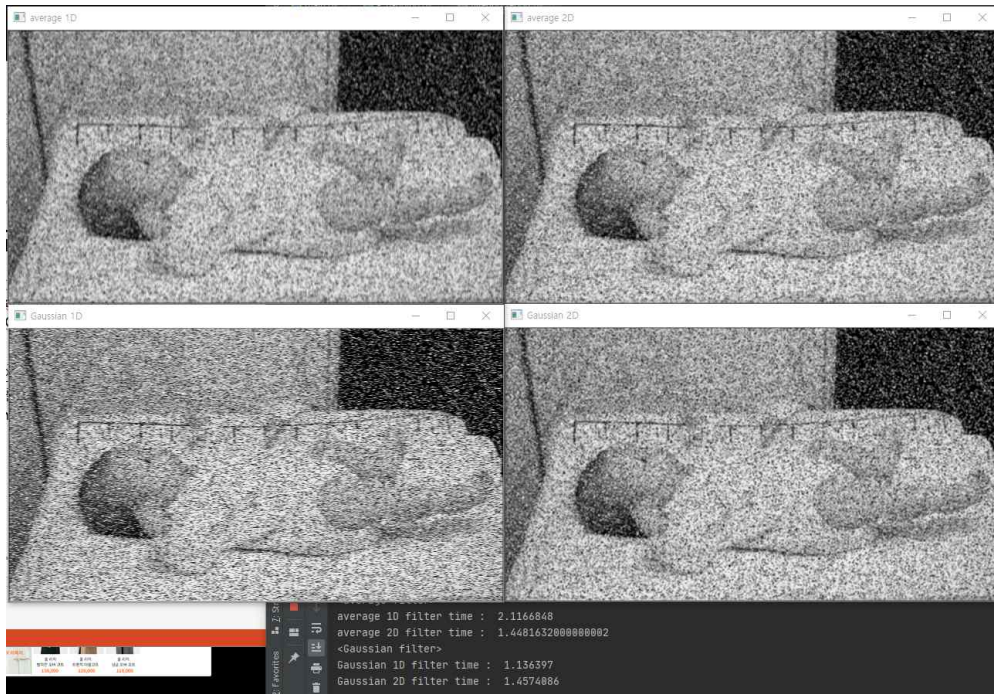 average 1D
average 2D
Gaussian 1D
Gaussian 2D
average 1D filter time :  2.1166848
average 2D filter time :  1.4481632000000002
<Gaussian filter>
Gaussian 1D filter time :  1.136397
Gaussian 2D filter time :  1.4574086
Favorites